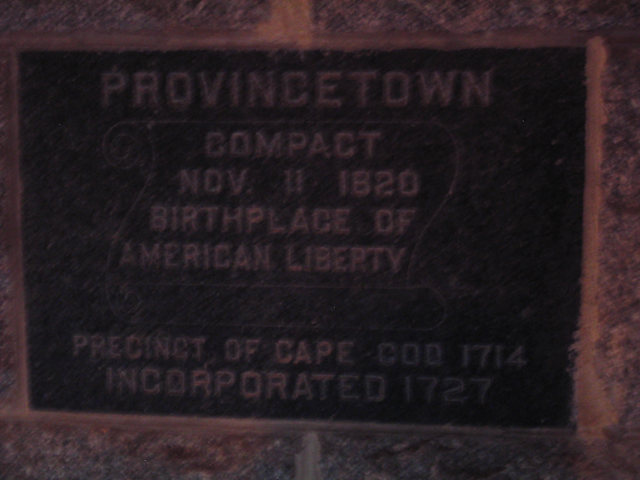 PROVINCETOWN
COMPACT
NOV. 11 1620
BIRTHPLACE OF
AMERICAN LIBERTY
PRECINCT OF CAPE COD 1714
INCORPORATED 1727